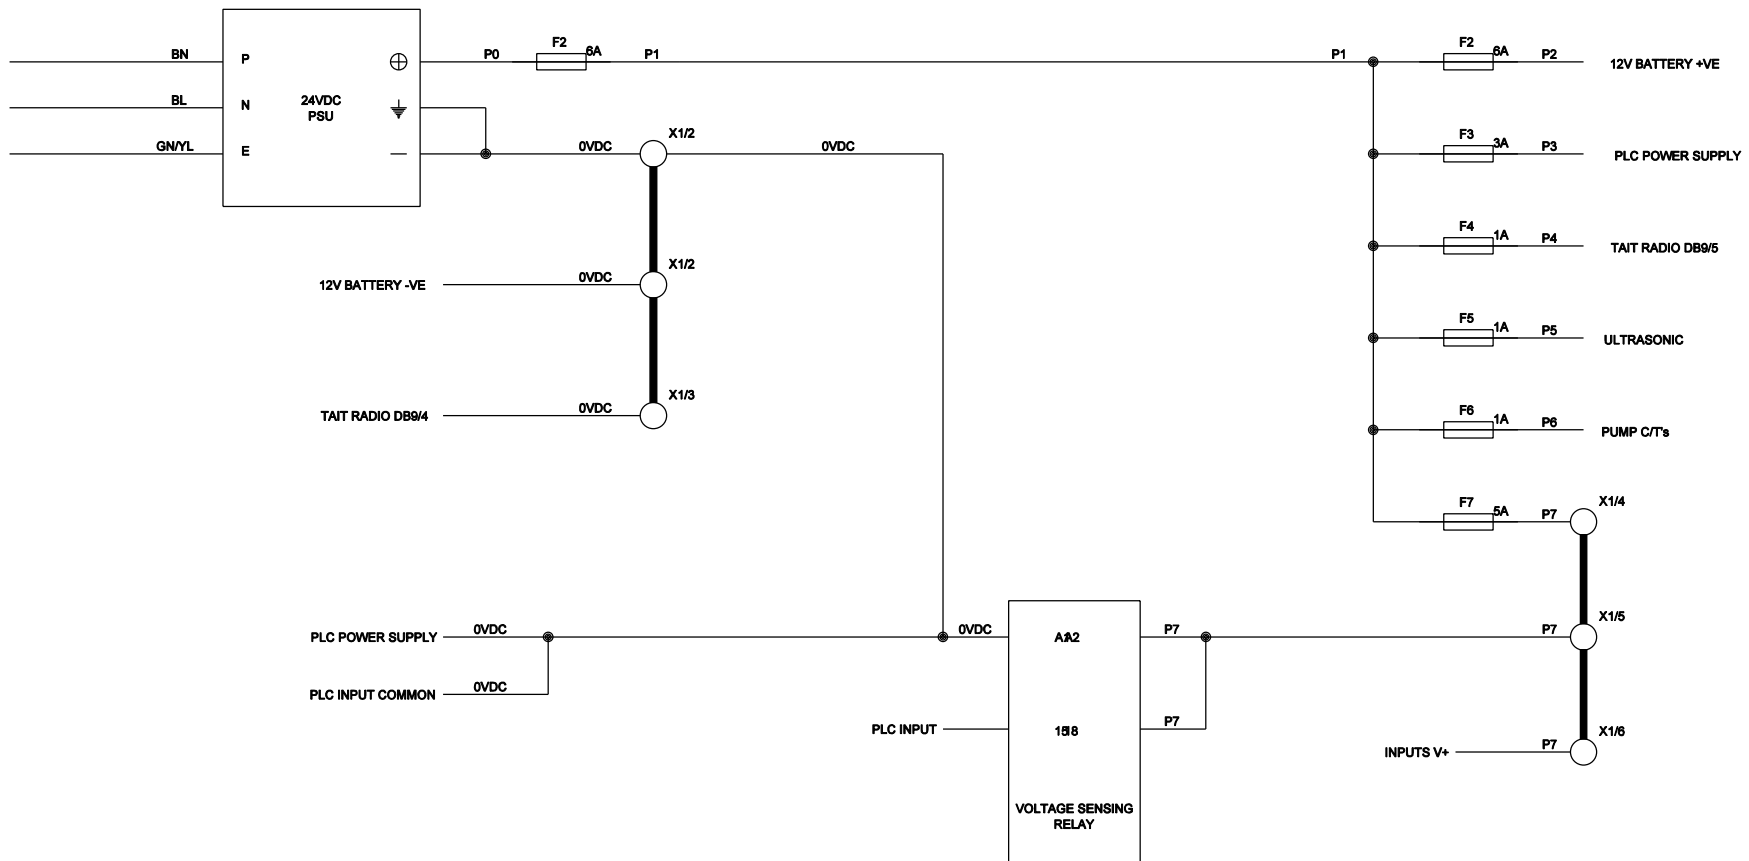 BN
P
P0
F2
6A
P1
P1
F2
6A
P2
12V BATTERY +VE
BL
N
24VDC
PSU
GN/YL
E
0VDC
X1/2
0VDC
F3
3A
P3
PLC POWER SUPPLY
F4
1A
P4
TAIT RADIO DB9/5
12V BATTERY -VE
0VDC
X1/2
F5
1A
P5
ULTRASONIC
TAIT RADIO DB9/4
0VDC
X1/3
F6
1A
P6
PUMP C/T's
F7
5A
P7
X1/4
PLC POWER SUPPLY
0VDC
0VDC
P7
P7
X1/5
PLC INPUT COMMON
0VDC
PLC INPUT
P7
INPUTS V+
P7
X1/6
VOLTAGE SENSING
RELAY